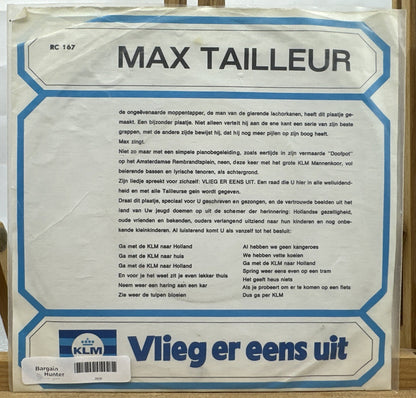 RC 167
MAX TAILLEUR
de ongeëvenaarde moppentapper, de man van de gierende lachorkanen, heeft dit plaatje ge-
maakt. Een bijzonder plaatje. Niet alleen vertelt hij aan de ene kant een serie van zijn beste
grappen, met de andere zijde bewijst hij, dat hij nog meer pijlen op zijn boog heeft.
Max zingt.
Niet zo maar met een simpele pianobegeleiding, zoals eertijds in zijn vermaarde "Doofpot"
op het Amsterdamse Rembrandtsplein, neen, deze keer met het grote KLM Mannenkoor, vol
beierende bassen en lyrische tenoren, als achtergrond.
Zijn liedje spreekt voor zichzelf: VLIEG ER EENS UIT. Een raad die U hier in alle welluidend-
heid en met alle Tailleurse gein wordt gegeven.
Draai dit plaatje, speciaal voor U geschreven en gezongen, en de vertrouwde beelden uit het
land van Uw jeugd doemen op uit de schemer der herinnering: Hollandse gezelligheid,
oude vrienden en bekenden, ouders verlangend uitziend naar hun kinderen en nog onbe-
kende kleinkinderen. Al luisterend komt U als vanzelf tot het besluit:
Ga met de KLM naar Holland
Ga met de KLM naar huis
Ga met de KLM naar Holland
En voor je het weet zit je even lekker thuis
Neem weer een haring aan een kar
Zie weer de tulpen bloeien
Al hebben we geen kangeroes
We hebben vette koeien
Ga met de KLM naar Holland
Spring weer eens even op een tram
Het geeft heus niets
Als je probeert om er te komen op een fiets
Dus ga per KLM
KLM
Vlieg er eens uit
Bargain
Hunter